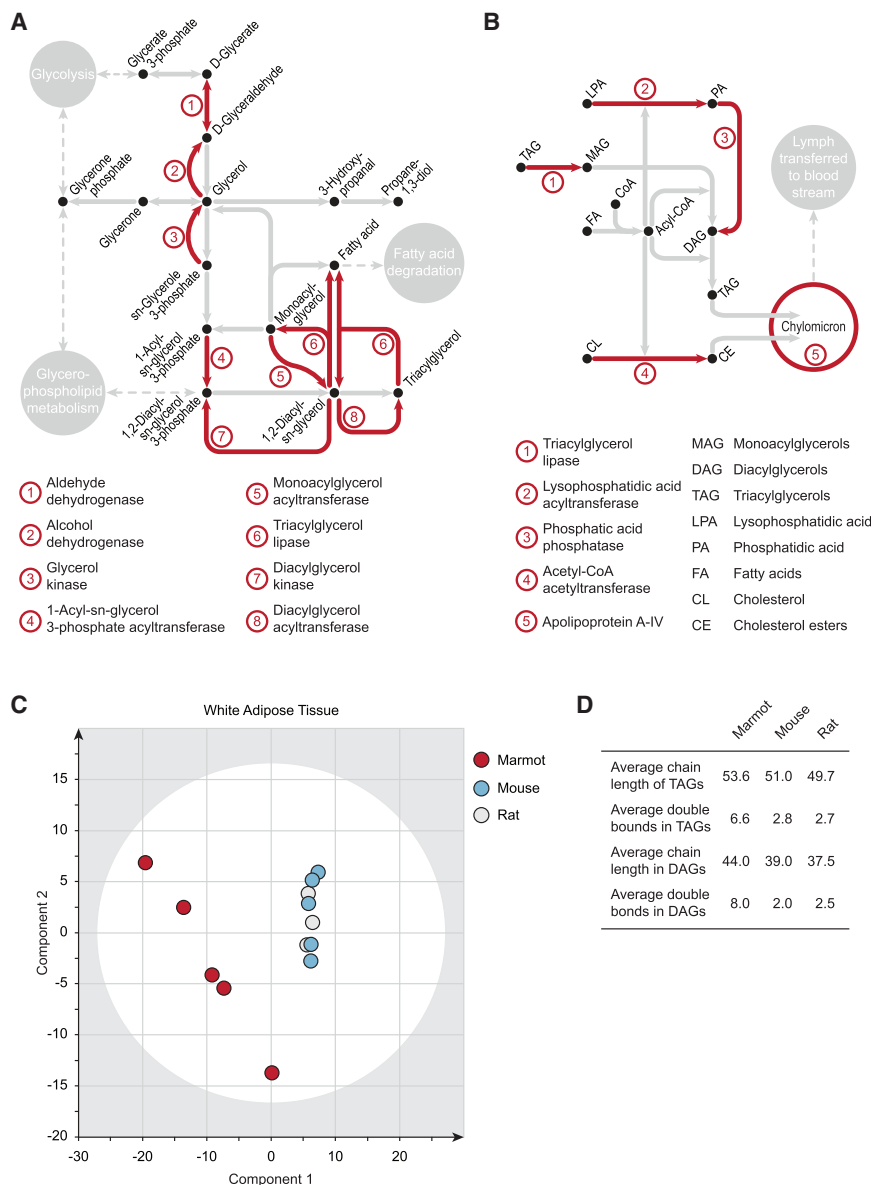 A
Glycerate
3-phosphate
D-Glycerate
Glycolysis
1
D-Glyceraldehyde
2
Glycerone
phosphate
Glycerol
3-Hydroxy-
propanal
Propane-
1,3-diol
Glycerone
3
Fatty acid
Fatty acid
degradation
sn-Glycerole
3-phosphate
Monoacyl-
glycerol
1-Acyl-
sn-glycerol
3-phosphate
4
5
6
6
Triacylglycerol
Glycero-
phospholipid
metabolism
1,2-Diacyl-
sn-glycerol
3-phosphate
7
1,2-Diacyl-
sn-glycerol
8
1 Aldehyde
dehydrogenase
2 Alcohol
dehydrogenase
3 Glycerol
kinase
4 1-Acyl-sn-glycerol
3-phosphate acyltransferase
5 Monoacylglycerol
acyltransferase
6 Triacylglycerol
lipase
7 Diacylglycerol
kinase
8 Diacylglycerol
acyltransferase
B
LPA
2
PA
3
TAG
1
MAG
Lymph
transferred
to blood
stream
CoA
FA
Acyl-CoA
DAG
TAG
Chylomicron
5
CL
4
CE
1 Triacylglycerol
lipase
2 Lysophosphatidic acid
acyltransferase
3 Phosphatic acid
phosphatase
4 Acetyl-CoA
acetyltransferase
5 Apolipoprotein A-IV
MAG Monoacylglycerols
DAG Diacylglycerols
TAG Triacylglycerols
LPA Lysophosphatidic acid
PA Phosphatidic acid
FA Fatty acids
CL Cholesterol
CE Cholesterol esters
C
White Adipose Tissue
15
10
5
0
-5
-10
-15
-20
Component 2
-30 -20 -10 0 10 20
Component 1
Marmot
Mouse
Rat
D
Marmot Mouse Rat
Average chain
length of TAGs 53.6 51.0 49.7
Average double
bounds in TAGs 6.6 2.8 2.7
Average chain
length in DAGs 44.0 39.0 37.5
Average double
bonds in DAGs 8.0 2.0 2.5